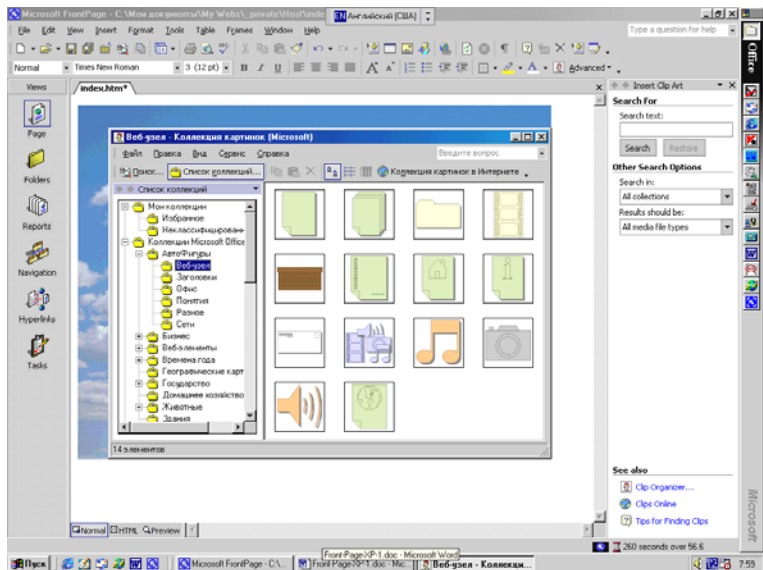 Microsoft FrontPage - C:\Мои документы\My Webs\_private\Host\inde
EN Английский (США)
File Edit View Insert Format Tools Table Frames Window Help
Type a question for help
Normal Times New Roman 3 (12 pt) B I U Advanced
Office
Views
index.htm*
Insert Clip Art
Page
Folders
Reports
Navigation
Hyperlinks
Tasks
Веб-узел - Коллекция картинок (Microsoft)
Файл Правка Вид Сервис Справка
Введите вопрос
Поиск... Список коллекций... Коллекция картинок в Интернете
Список коллекций
Мои коллекции
Избранное
Неклассифицирован
Коллекции Microsoft Office
АвтоФигуры
Веб-узел
Заголовки
Офис
Понятия
Разное
Сети
Бизнес
Веб-элементы
Времена года
Географические карт
Государство
Домашнее хозяйство
Животные
Здания
14 элементов
Search For
Search text:
Search Restore
Other Search Options
Search in:
All collections
Results should be:
All media file types
See also
Clip Organizer...
Clips Online
Tips for Finding Clips
Microsoft
Normal HTML Preview
260 seconds over 56.6
Front-Page-XP-1.doc - Microsoft Word
Пуск
Microsoft FrontPage - C:\...
Front-Page-XP-1.doc - Mic...
Веб-узел - Коллекци...
7:59